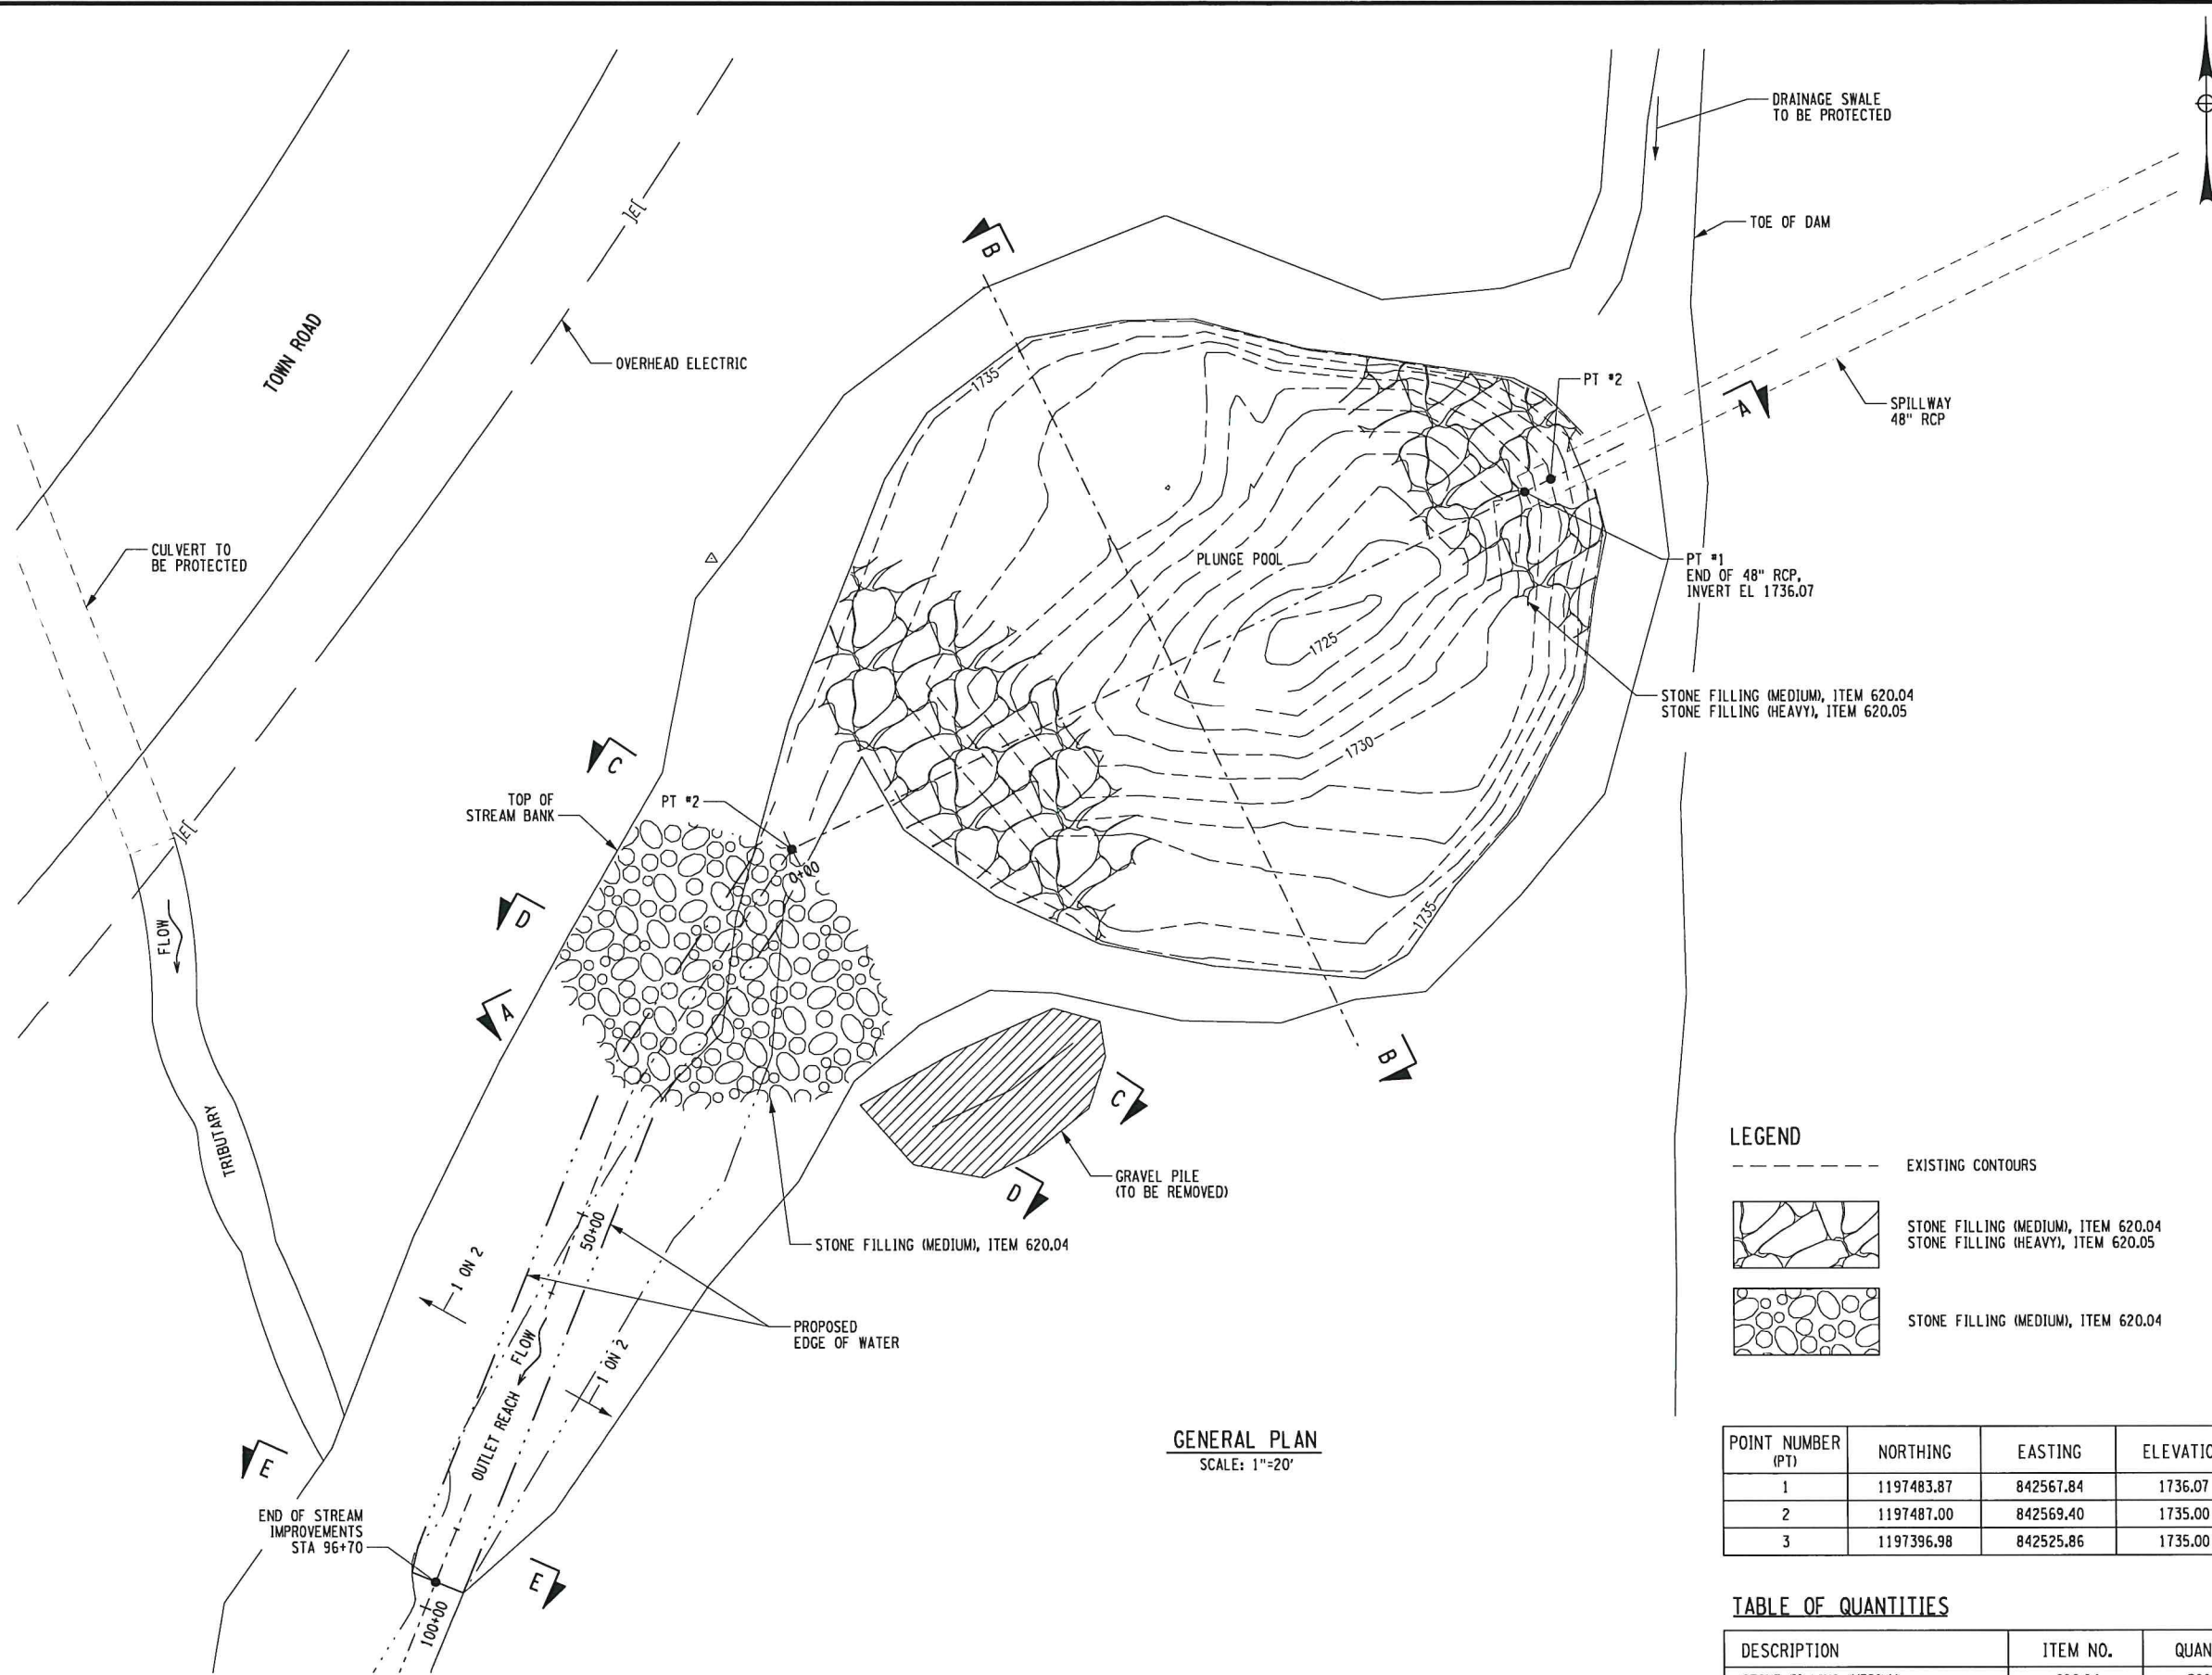 DRAINAGE SWALE
TO BE PROTECTED
TOE OF DAM
B
]E[
TOWN ROAD
OVERHEAD ELECTRIC
1735
PT #2
A
SPILLWAY
48" RCP
CULVERT TO
BE PROTECTED
PLUNGE POOL
PT #1
END OF 48" RCP,
INVERT EL 1736.07
1725
STONE FILLING (MEDIUM), ITEM 620.04
STONE FILLING (HEAVY), ITEM 620.05
1730
C
TOP OF
STREAM BANK
PT #2
]E[
0+00
D
1735
FLOW
A
B
C
TRIBUTARY
D
GRAVEL PILE
(TO BE REMOVED)
LEGEND
EXISTING CONTOURS
STONE FILLING (MEDIUM), ITEM 620.04
STONE FILLING (HEAVY), ITEM 620.05
STONE FILLING (MEDIUM), ITEM 620.04
50+00
STONE FILLING (MEDIUM), ITEM 620.04
1 ON 2
PROPOSED
EDGE OF WATER
FLOW
1 ON 2
OUTLET REACH
GENERAL PLAN
SCALE: 1"=20'
E
END OF STREAM
IMPROVEMENTS
STA 96+70
E
100+00
POINT NUMBER (PT) NORTHING EASTING ELEVATIO
1 1197483.87 842567.84 1736.07
2 1197487.00 842569.40 1735.00
3 1197396.98 842525.86 1735.00
TABLE OF QUANTITIES
DESCRIPTION ITEM NO. QUAN